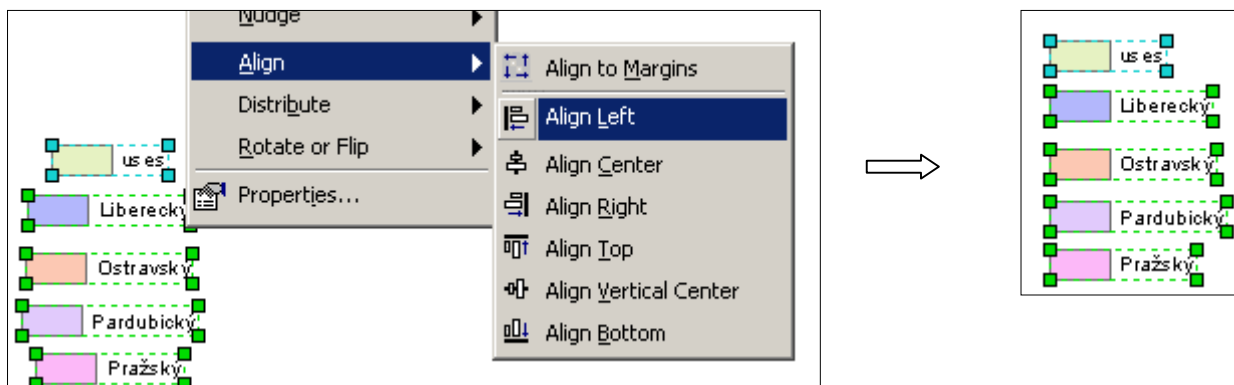 Nudge
Align
Distribute
Rotate or Flip
Properties...
Align to Margins
Align Left
Align Center
Align Right
Align Top
Align Vertical Center
Align Bottom
us es
Liberecký
Ostravský
Pardubický
Pražský
us es
Liberecký
Ostravský
Pardubický
Pražský